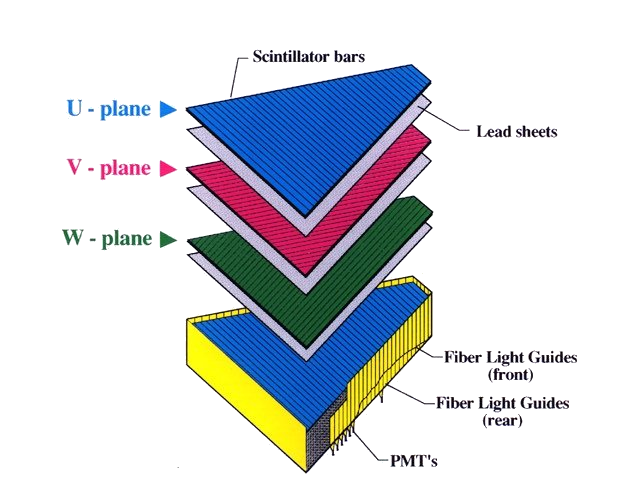 Scintillator bars
U - plane
Lead sheets
V - plane
W - plane
Fiber Light Guides
(front)
Fiber Light Guides
(rear)
PMT's